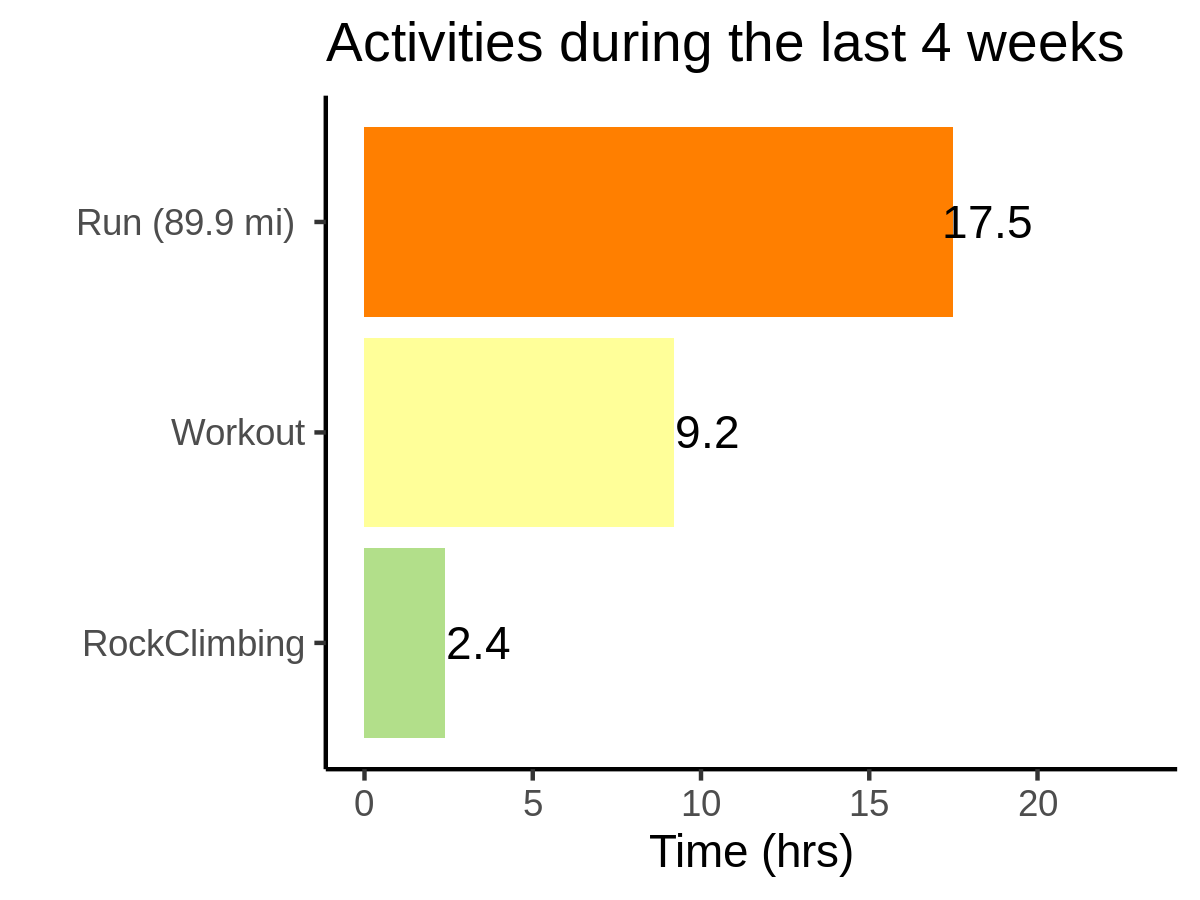 Activities during the last 4 weeks
Run (89.9 mi)
17.5
Workout
9.2
RockClimbing
2.4
0 5 10 15 20
Time (hrs)